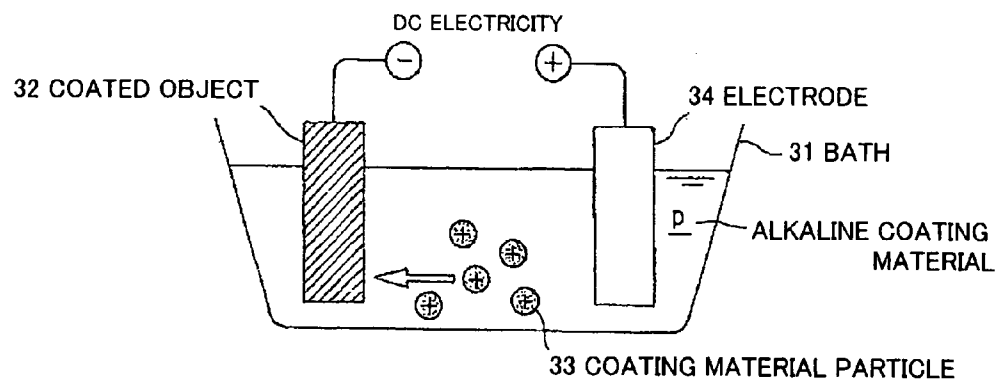 DC ELECTRICITY
32 COATED OBJECT
−
+
34 ELECTRODE
31 BATH
p
ALKALINE COATING
MATERIAL
+
+
+
+
+
33 COATING MATERIAL PARTICLE